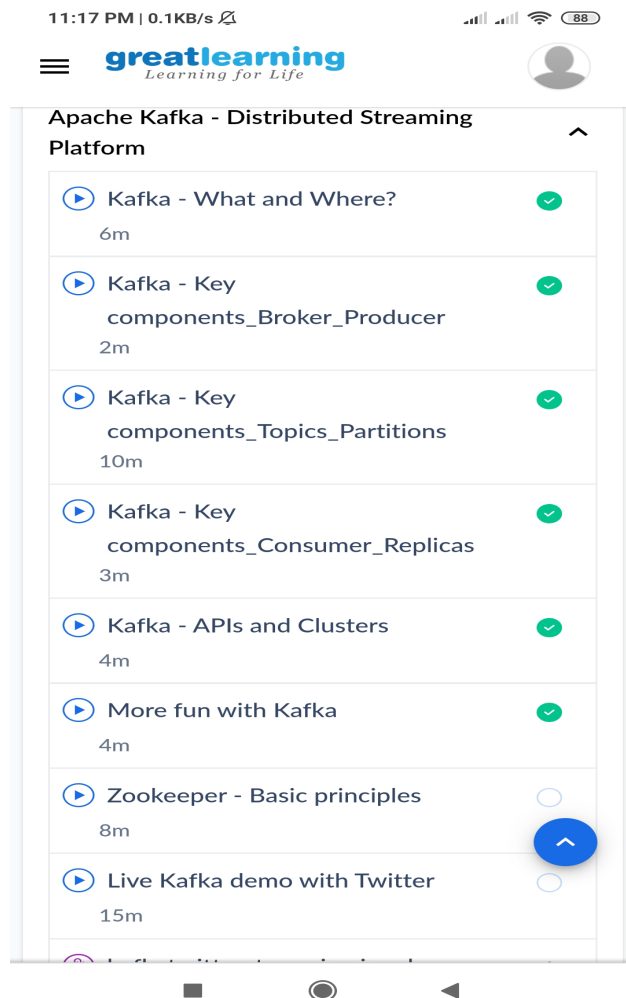 11:17 PM | 0.1KB/s
88
greatlearning
Learning for Life
Apache Kafka - Distributed Streaming
Platform
Kafka - What and Where?
6m
Kafka - Key
components_Broker_Producer
2m
Kafka - Key
components_Topics_Partitions
10m
Kafka - Key
components_Consumer_Replicas
3m
Kafka - APIs and Clusters
4m
More fun with Kafka
4m
Zookeeper - Basic principles
8m
Live Kafka demo with Twitter
15m